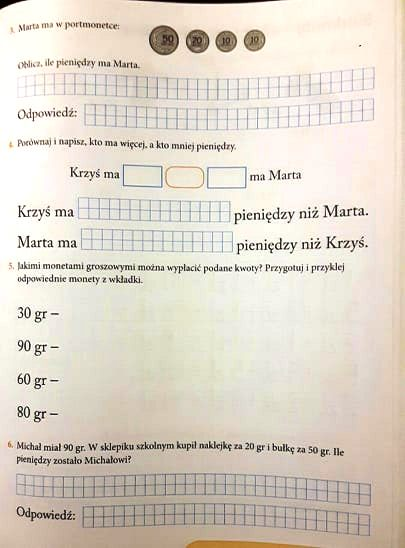 3. Marta ma w portmonetce:
50 20 10 10
Oblicz, ile pieniędzy ma Marta.
Odpowiedź:
4. Porównaj i napisz, kto ma więcej, a kto mniej pieniędzy.
Krzyś ma ma Marta
Krzyś ma pieniędzy niż Marta.
Marta ma pieniędzy niż Krzyś.
5. Jakimi monetami groszowymi można wypłacić podane kwoty? Przygotuj i przyklej
odpowiednie monety z wkładki.
30 gr –
90 gr –
60 gr –
80 gr –
6. Michał miał 90 gr. W sklepiku szkolnym kupił naklejkę za 20 gr i bułkę za 50 gr. Ile
pieniędzy zostało Michałowi?
Odpowiedź: